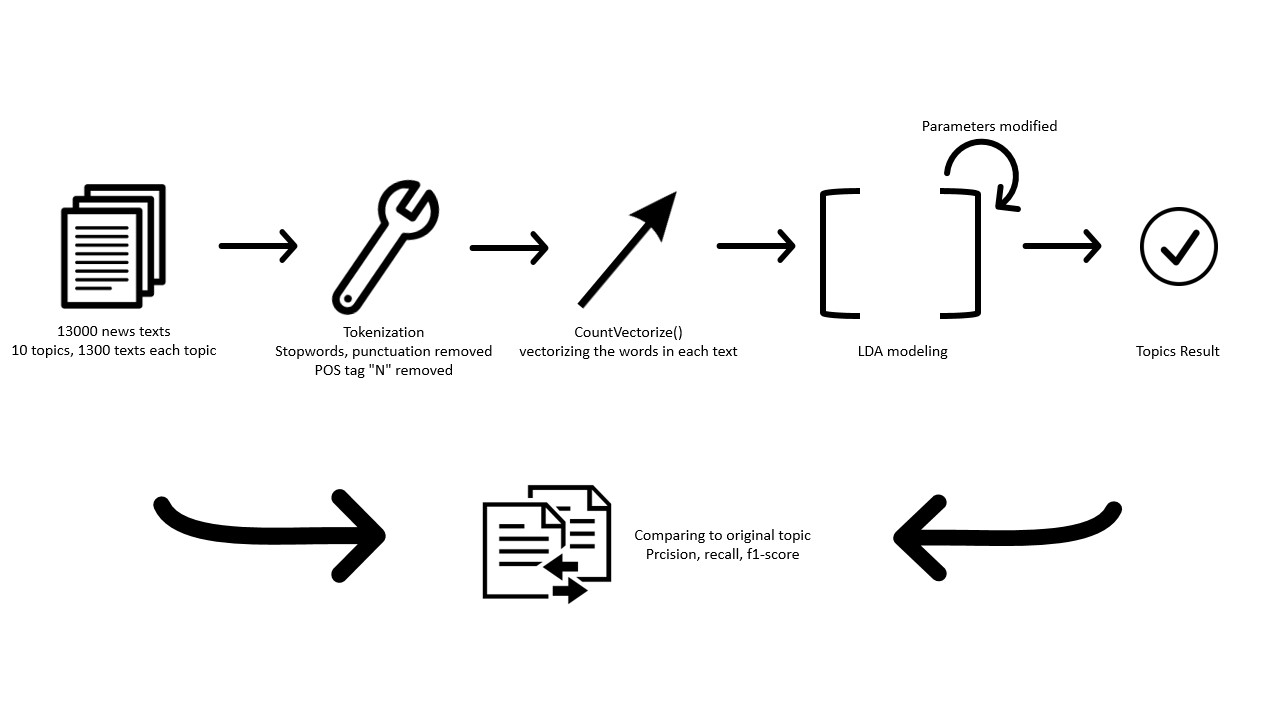 Parameters modified
13000 news texts
10 topics, 1300 texts each topic
Tokenization
Stopwords, punctuation removed
POS tag "N" removed
CountVectorize()
vectorizing the words in each text
LDA modeling
Topics Result
Comparing to original topic
Prcision, recall, f1-score